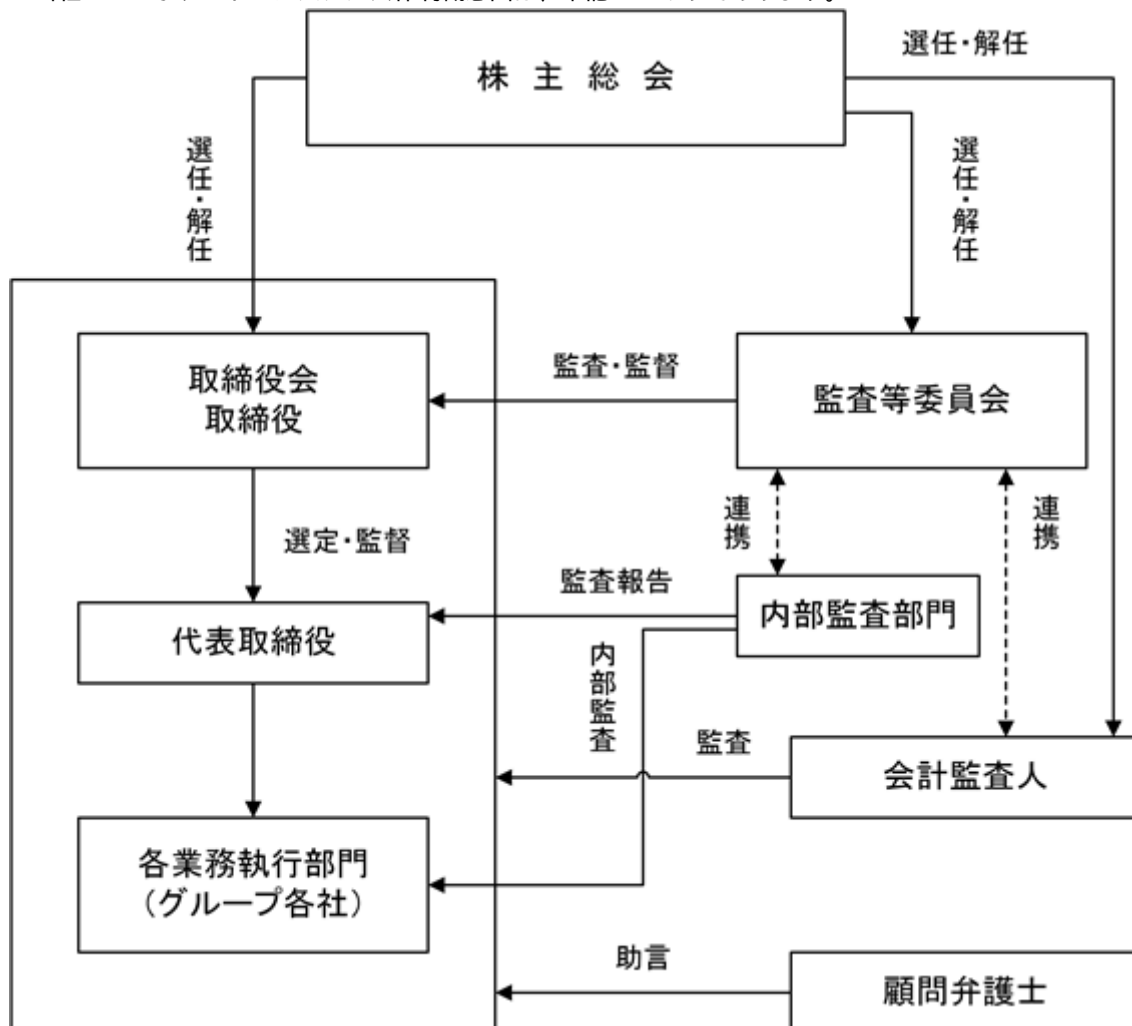 選任・解任
株主総会
選任・解任
選任・解任
取締役会
取締役
監査・監督
監査等委員会
連携
連携
選定・監督
監査報告
内部監査部門
代表取締役
内部監査
監査
会計監査人
各業務執行部門
（グループ各社）
助言
顧問弁護士